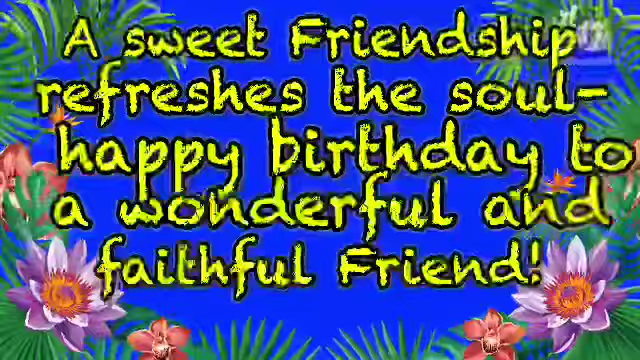 A sweet Friendship
refreshes the soul-
happy birthday to
a wonderful and
faithful Friend!